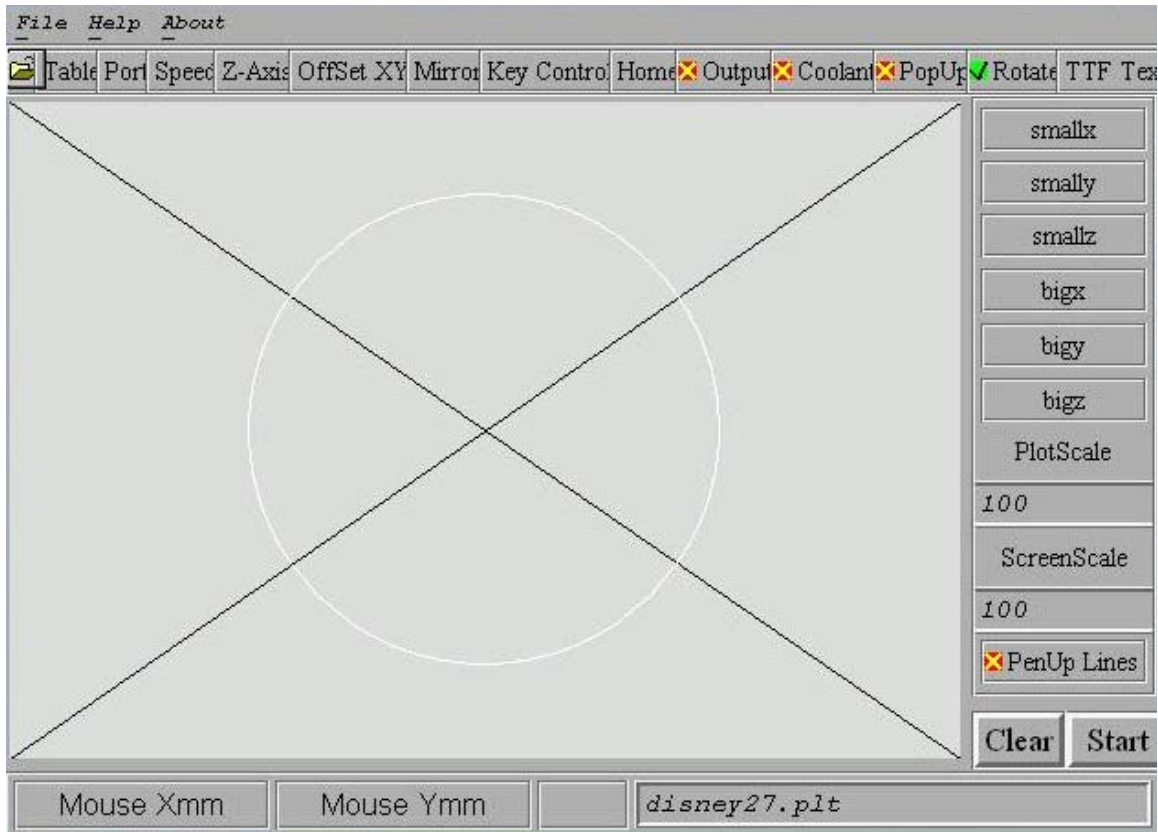 File Help About
Table Port Speed Z-Axis OffSet XY Mirror Key Control Home Output Coolant PopUp Rotate TTF Tex
smallx
smally
smallz
bigx
bigy
bigz
PlotScale
100
ScreenScale
100
PenUp Lines
Clear Start
Mouse Xmm Mouse Ymm disney27.plt